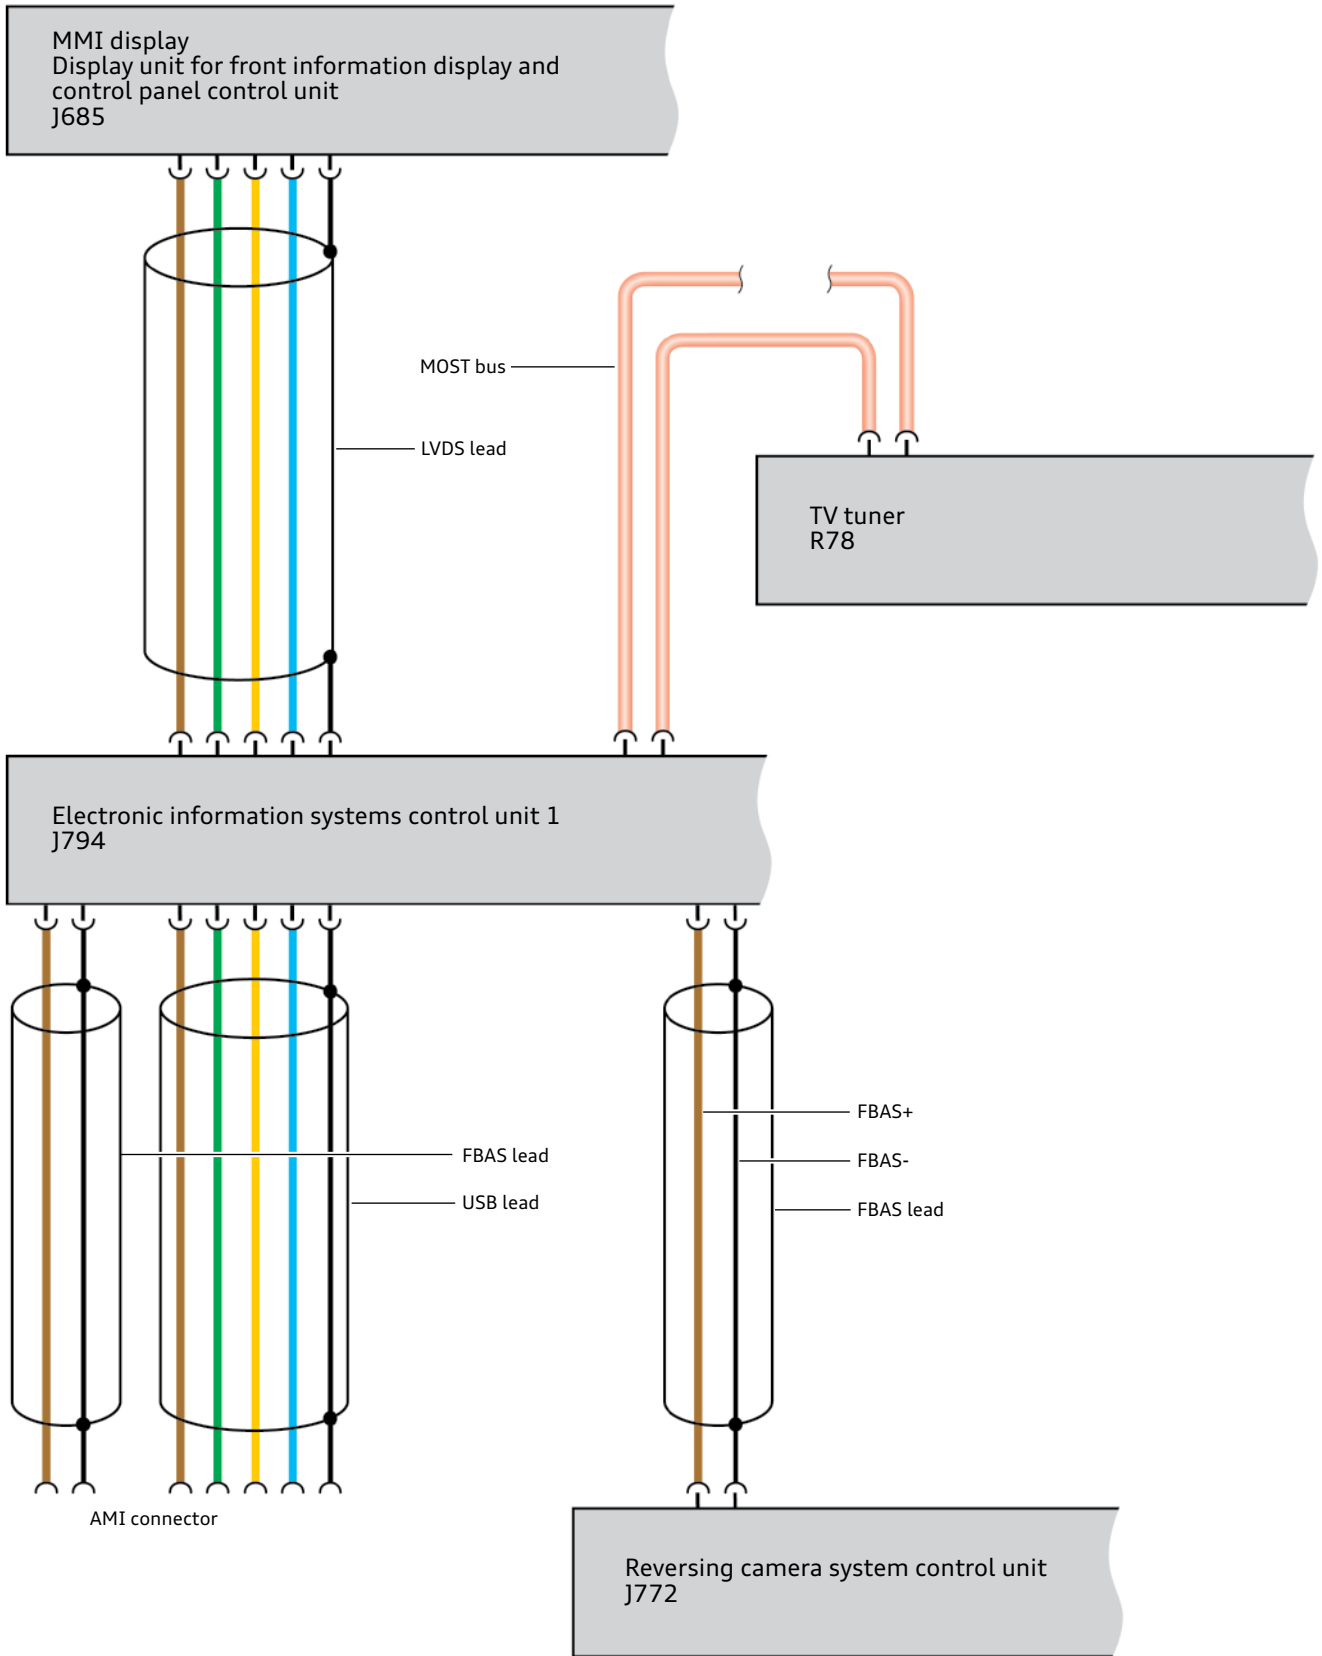 MMI display
Display unit for front information display and
control panel control unit
J685
MOST bus
LVDS lead
TV tuner
R78
Electronic information systems control unit 1
J794
FBAS+
FBAS lead
FBAS-
USB lead
FBAS lead
AMI connector
Reversing camera system control unit
J772